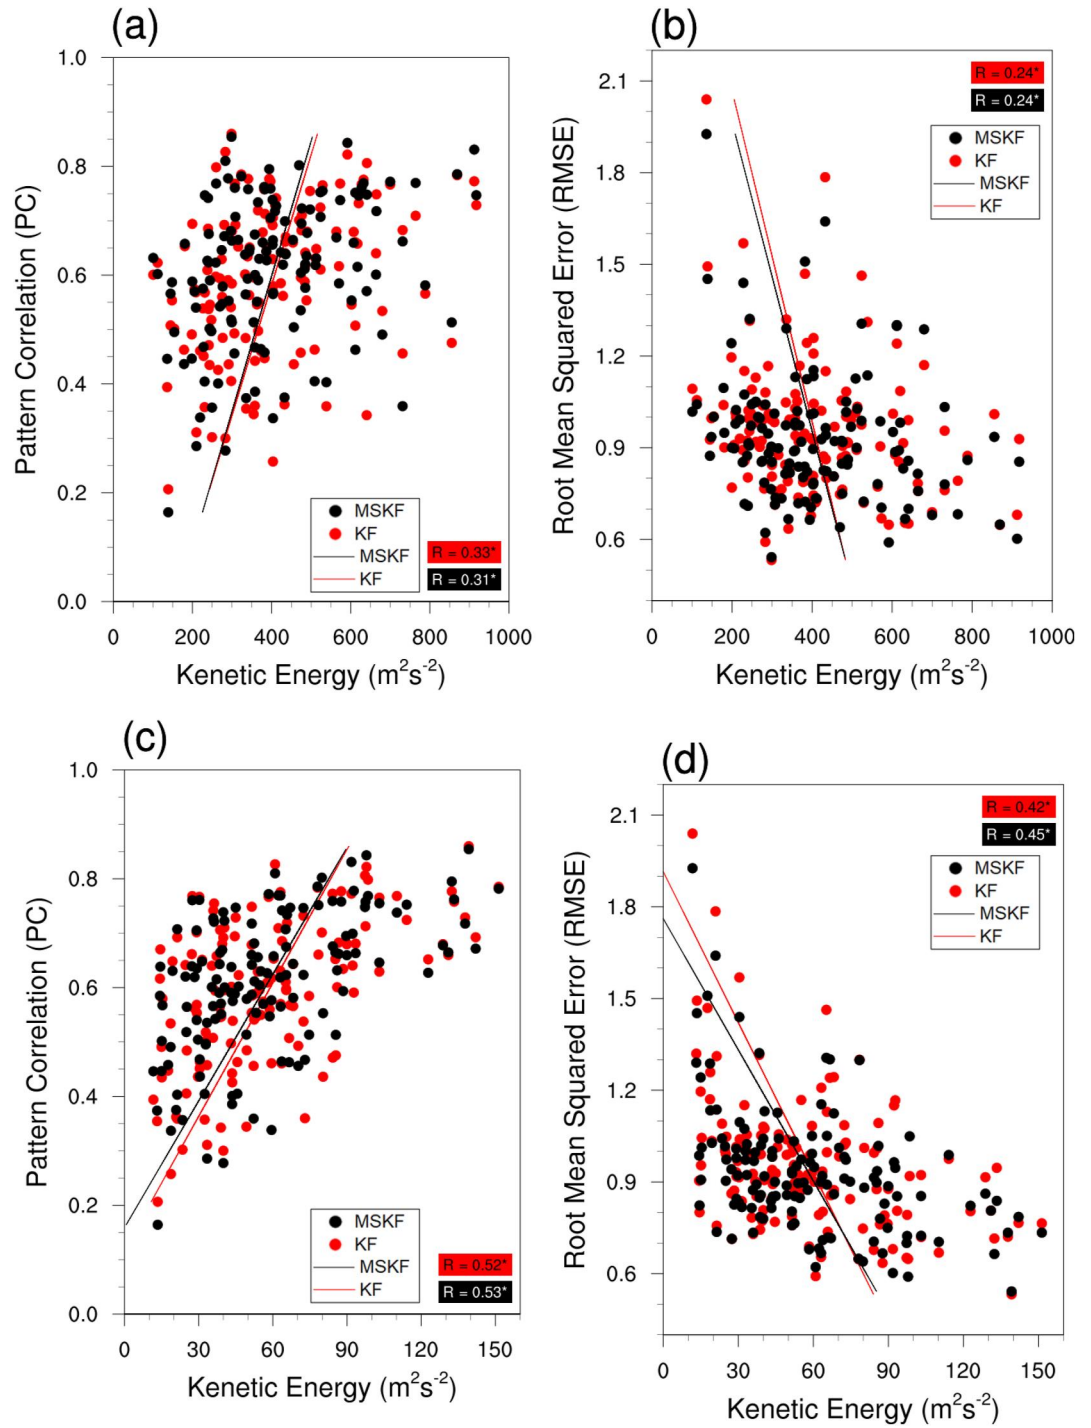 (a)
1.0
0.8
0.6
0.4
0.2
0.0
Pattern Correlation (PC)
MSKF
KF
MSKF
KF
R = 0.33*
R = 0.31*
0 200 400 600 800 1000
Kenetic Energy (m²s⁻²)
(b)
2.1
1.8
1.5
1.2
0.9
0.6
Root Mean Squared Error (RMSE)
R = 0.24*
R = 0.24*
MSKF
KF
MSKF
KF
0 200 400 600 800 1000
Kenetic Energy (m²s⁻²)
(c)
1.0
0.8
0.6
0.4
0.2
0.0
Pattern Correlation (PC)
MSKF
KF
MSKF
KF
R = 0.52*
R = 0.53*
0 30 60 90 120 150
Kenetic Energy (m²s⁻²)
(d)
2.1
1.8
1.5
1.2
0.9
0.6
Root Mean Squared Error (RMSE)
R = 0.42*
R = 0.45*
MSKF
KF
MSKF
KF
0 30 60 90 120 150
Kenetic Energy (m²s⁻²)